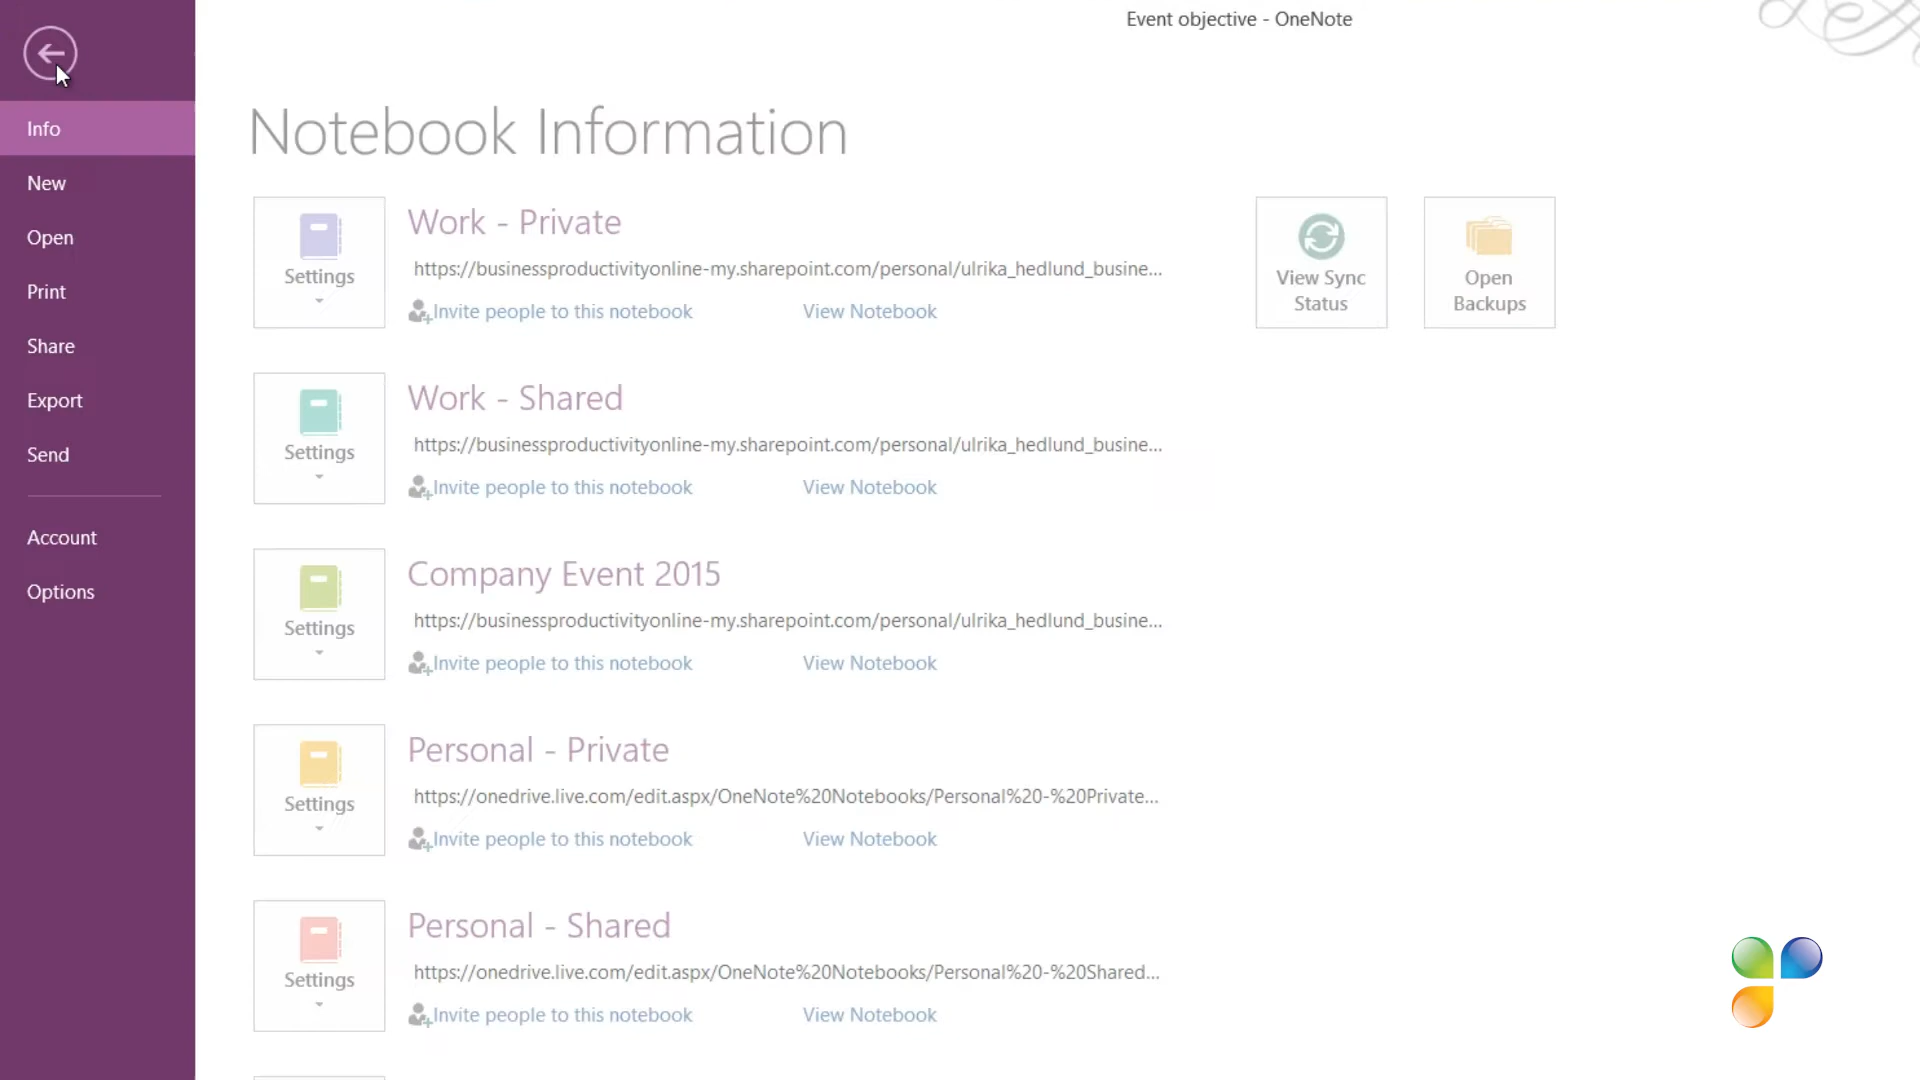 Event objective - OneNote
Info
New
Open
Print
Share
Export
Send
Account
Options
Notebook Information
Settings
Work - Private
https://businessproductivityonline-my.sharepoint.com/personal/ulrika_hedlund_busine...
Invite people to this notebook
View Notebook
View Sync
Status
Open
Backups
Settings
Work - Shared
https://businessproductivityonline-my.sharepoint.com/personal/ulrika_hedlund_busine...
Invite people to this notebook
View Notebook
Settings
Company Event 2015
https://businessproductivityonline-my.sharepoint.com/personal/ulrika_hedlund_busine...
Invite people to this notebook
View Notebook
Settings
Personal - Private
https://onedrive.live.com/edit.aspx/OneNote%20Notebooks/Personal%20-%20Private...
Invite people to this notebook
View Notebook
Settings
Personal - Shared
https://onedrive.live.com/edit.aspx/OneNote%20Notebooks/Personal%20-%20Shared...
Invite people to this notebook
View Notebook